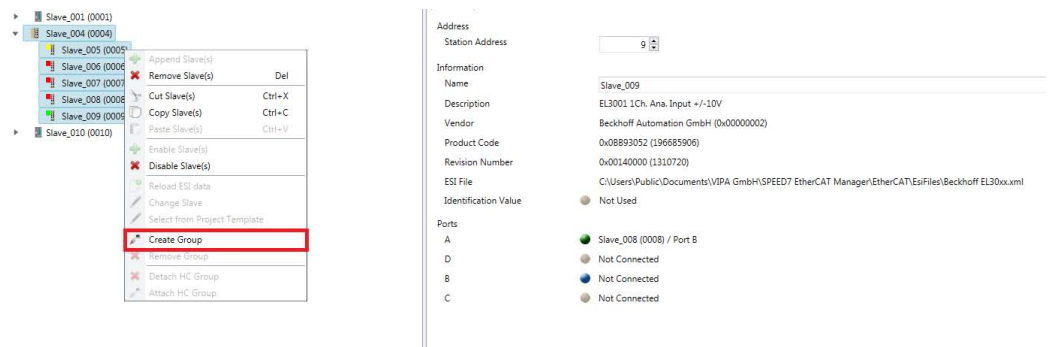 Slave_001 (0001)
Slave_004 (0004)
Slave_005 (0005)
Slave_006 (0006
Slave_007 (0007
Slave_008 (0008
Slave_009 (0009
Slave_010 (0010)
Append Slave(s)
Remove Slave(s) Del
Cut Slave(s) Ctrl+X
Copy Slave(s) Ctrl+C
Paste Slave(s) Ctrl+V
Enable Slave(s)
Disable Slave(s)
Reload ESI data
Change Slave
Select from Project Template
Create Group
Remove Group
Detach HC Group
Attach HC Group
Address
Station Address 9
Information
Name Slave_009
Description EL3001 1Ch. Ana. Input +/-10V
Vendor Beckhoff Automation GmbH (0x00000002)
Product Code 0x0BB93052 (196685906)
Revision Number 0x00140000 (1310720)
ESI File C:\Users\Public\Documents\VIPA GmbH\SPEED7 EtherCAT Manager\EtherCAT\EsiFiles\Beckhoff EL30xx.xml
Identification Value Not Used
Ports
A Slave_008 (0008) / Port B
D Not Connected
B Not Connected
C Not Connected